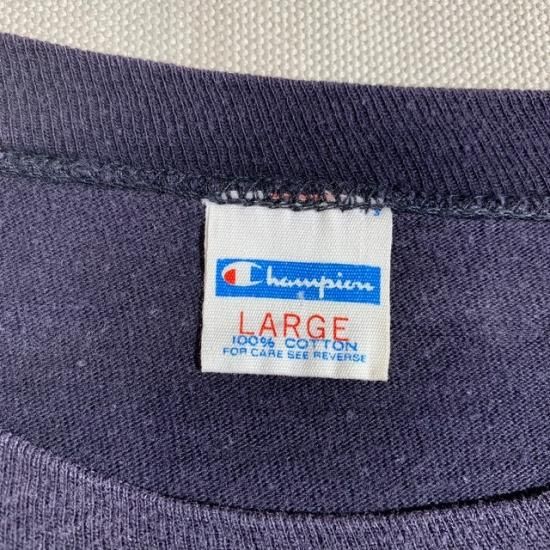 Champion
LARGE
100% COTTON
FOR CARE SEE REVERSE